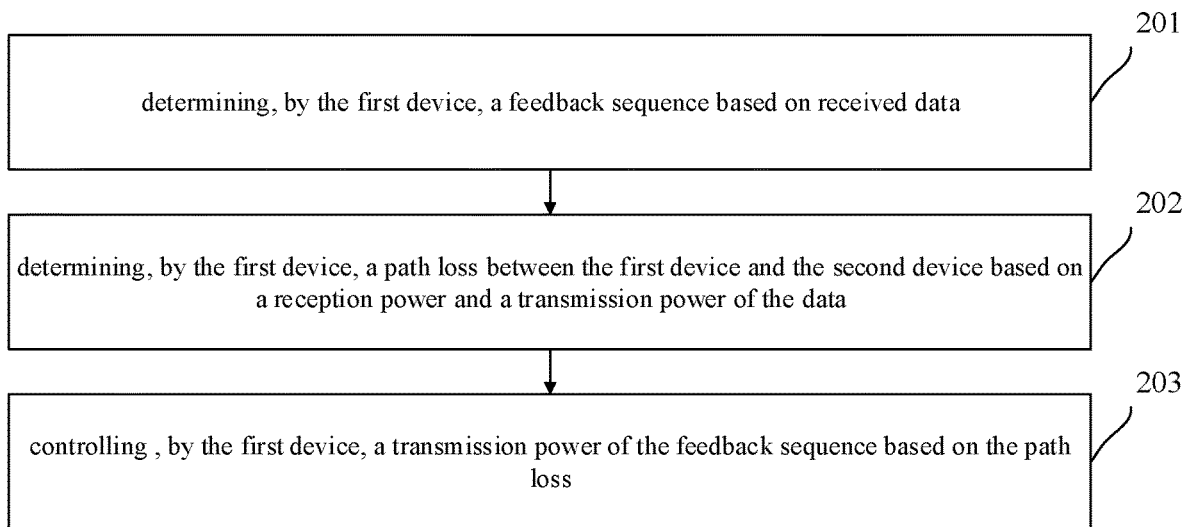 201
determining, by the first device, a feedback sequence based on received data
202
determining, by the first device, a path loss between the first device and the second device based on
a reception power and a transmission power of the data
203
controlling , by the first device, a transmission power of the feedback sequence based on the path
loss